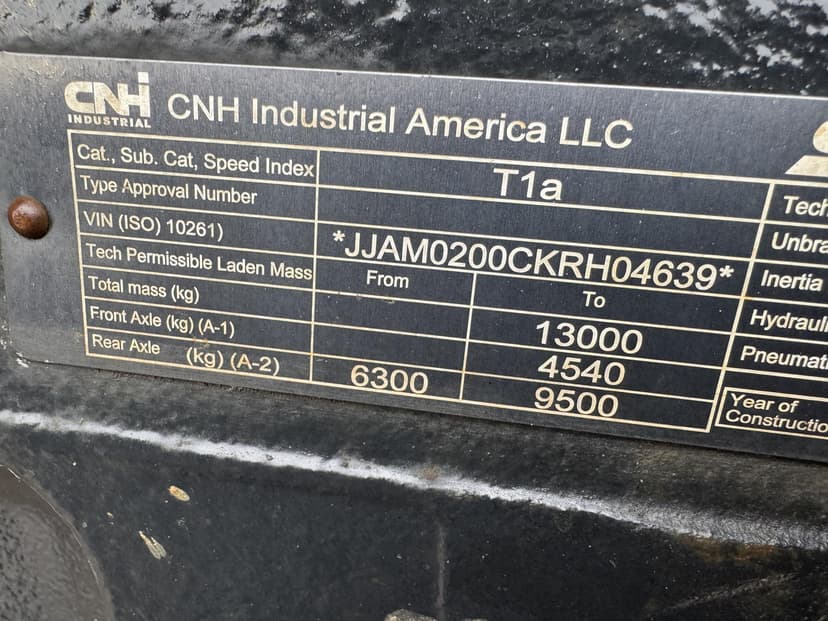 CNH
INDUSTRIAL
CNH Industrial America LLC
Cat., Sub. Cat, Speed Index T1a
Type Approval Number
VIN (ISO) 10261) *JJAM0200CKRH04639*
Tech Permissible Laden Mass From To
Total mass (kg) 13000
Front Axle (kg) (A-1) 4540
Rear Axle (kg) (A-2) 6300 9500
Tech
Unbra
Inertia
Hydrauli
Pneumati
Year of
Constructio